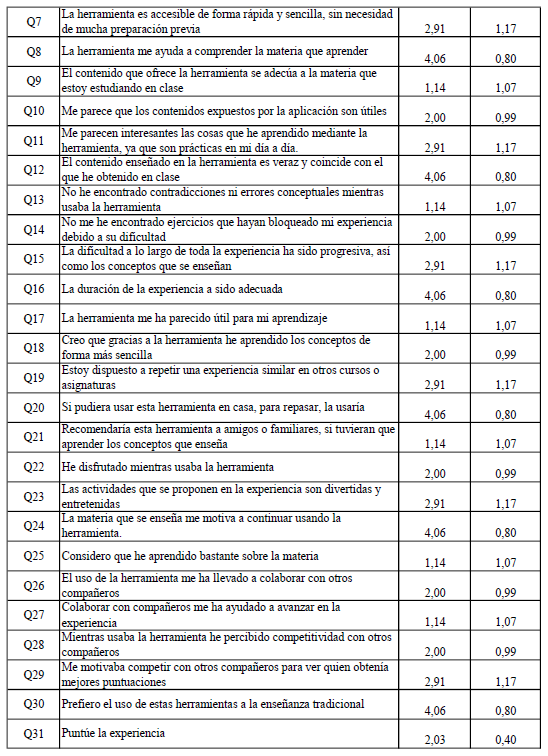 Q7 La herramienta es accesible de forma rápida y sencilla, sin necesidad
de mucha preparación previa 2,91 1,17
Q8 La herramienta me ayuda a comprender la materia que aprender 4,06 0,80
Q9 El contenido que ofrece la herramienta se adecúa a la materia que
estoy estudiando en clase 1,14 1,07
Q10 Me parece que los contenidos expuestos por la aplicación son útiles 2,00 0,99
Q11 Me parecen interesantes las cosas que he aprendido mediante la
herramienta, ya que son prácticas en mi día a día. 2,91 1,17
Q12 El contenido enseñado en la herramienta es veraz y coincide con el
que he obtenido en clase 4,06 0,80
Q13 No he encontrado contradicciones ni errores conceptuales mientras
usaba la herramienta 1,14 1,07
Q14 No me he encontrado ejercicios que hayan bloqueado mi experiencia
debido a su dificultad 2,00 0,99
Q15 La dificultad a lo largo de toda la experiencia ha sido progresiva, así
como los conceptos que se enseñan 2,91 1,17
Q16 La duración de la experiencia a sido adecuada 4,06 0,80
Q17 La herramienta me ha parecido útil para mi aprendizaje 1,14 1,07
Q18 Creo que gracias a la herramienta he aprendido los conceptos de
forma más sencilla 2,00 0,99
Q19 Estoy dispuesto a repetir una experiencia similar en otros cursos o
asignaturas 2,91 1,17
Q20 Si pudiera usar esta herramienta en casa, para repasar, la usaría 4,06 0,80
Q21 Recomendaría esta herramienta a amigos o familiares, si tuvieran que
aprender los conceptos que enseña 1,14 1,07
Q22 He disfrutado mientras usaba la herramienta 2,00 0,99
Q23 Las actividades que se proponen en la experiencia son divertidas y
entretenidas 2,91 1,17
Q24 La materia que se enseña me motiva a continuar usando la
herramienta. 4,06 0,80
Q25 Considero que he aprendido bastante sobre la materia 1,14 1,07
Q26 El uso de la herramienta me ha llevado a colaborar con otros
compañeros 2,00 0,99
Q27 Colaborar con compañeros me ha ayudado a avanzar en la
experiencia 1,14 1,07
Q28 Mientras usaba la herramienta he percibido competitividad con otros
compañeros 2,00 0,99
Q29 Me motivaba competir con otros compañeros para ver quien obtenía
mejores puntuaciones 2,91 1,17
Q30 Prefiero el uso de estas herramientas a la enseñanza tradicional 4,06 0,80
Q31 Puntúe la experiencia 2,03 0,40